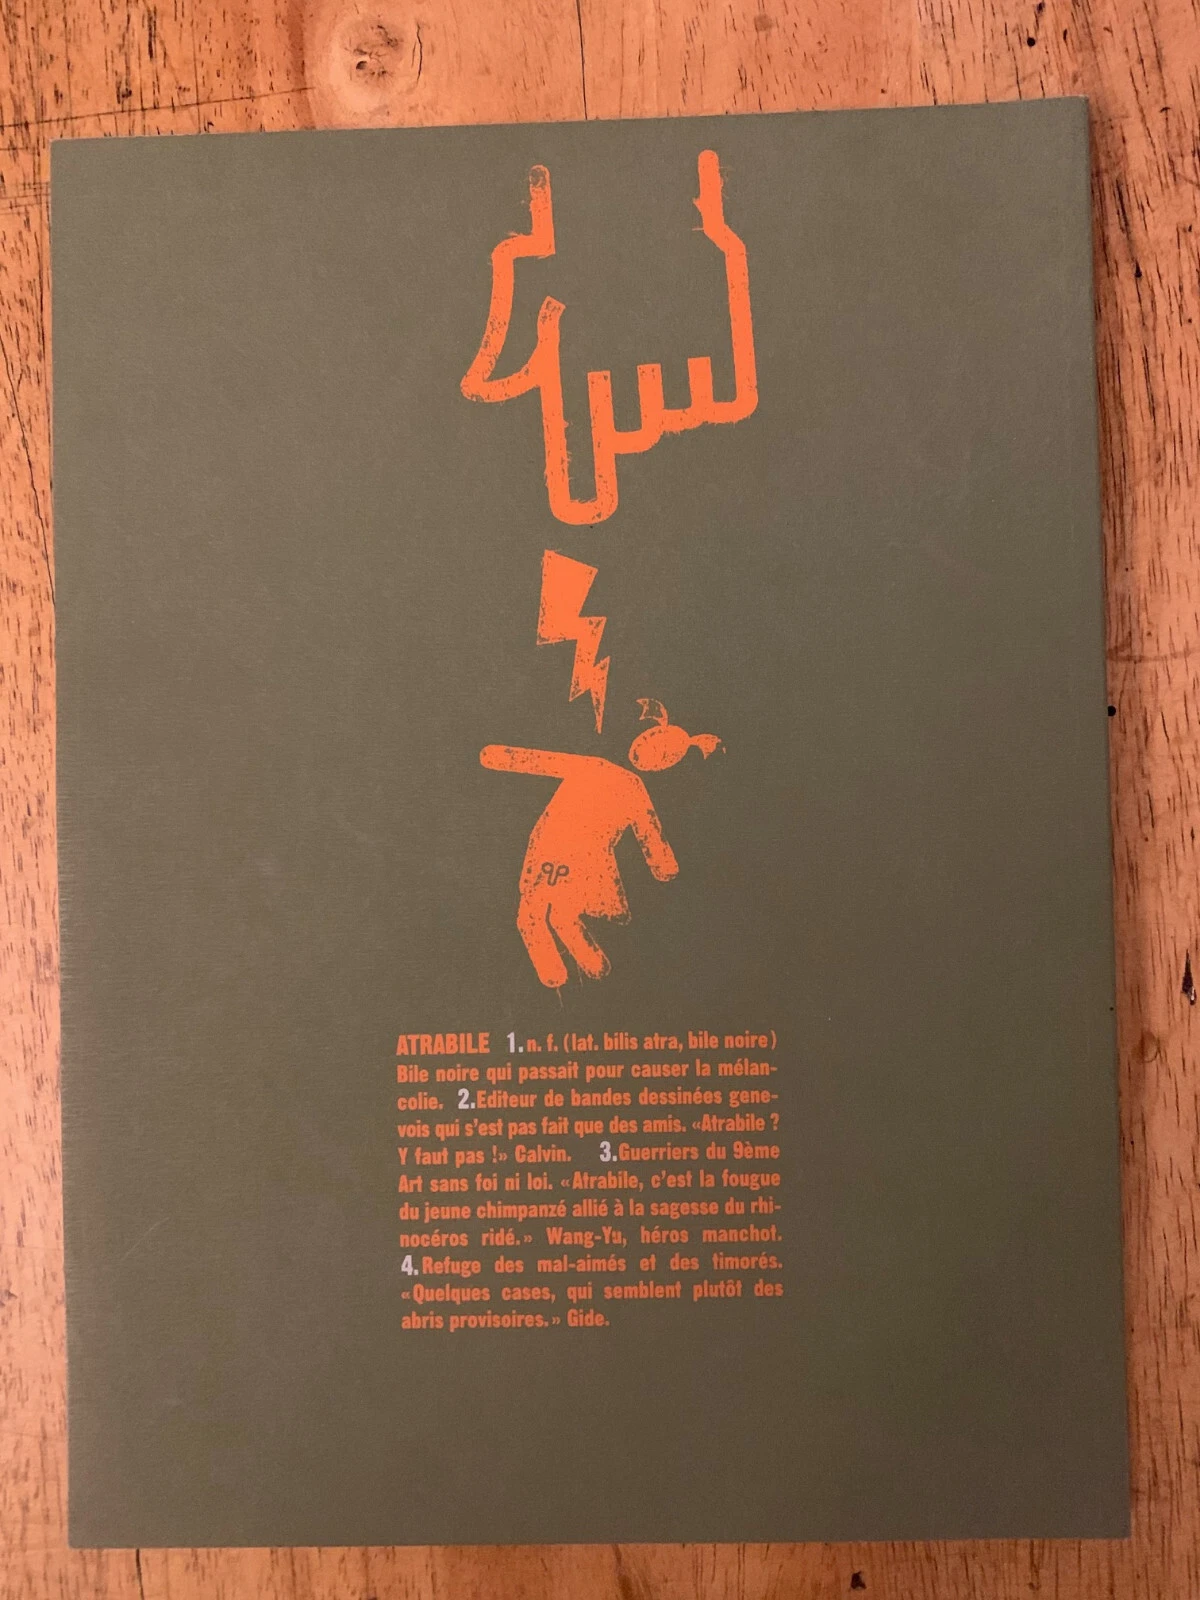 ATRABILE 1. n. f. (lat. bilis atra, bile noire)
Bile noire qui passait pour causer la mélan-
colie. 2. Editeur de bandes dessinées gene-
vois qui s'est pas fait que des amis. «Atrabile ?
Y faut pas !» Calvin. 3. Guerriers du 9ème
Art sans foi ni loi. «Atrabile, c'est la fougue
du jeune chimpanzé allié à la sagesse du rhi-
nocéros ridé.» Wang-Yu, héros manchot.
4. Refuge des mal-aimés et des timorés.
«Quelques cases, qui semblent plutôt des
abris provisoires.» Gide.